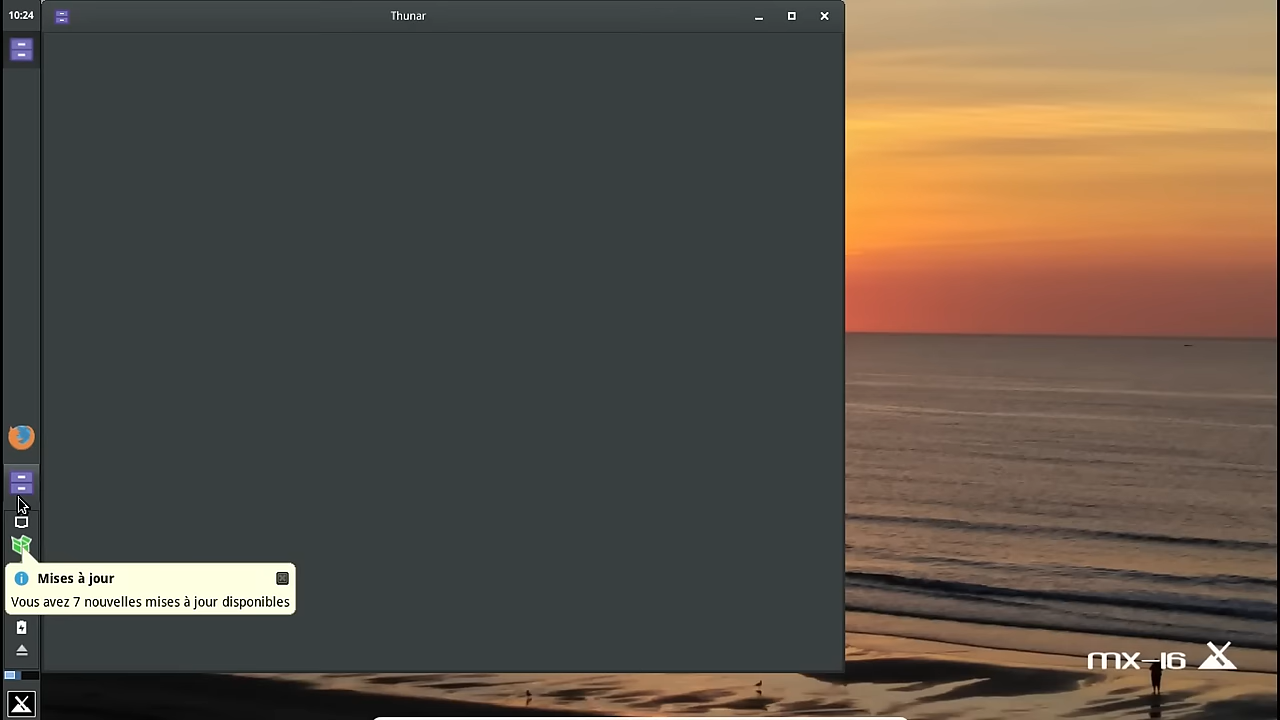 10:24
Thunar
Mises à jour
Vous avez 7 nouvelles mises à jour disponibles
mx-16